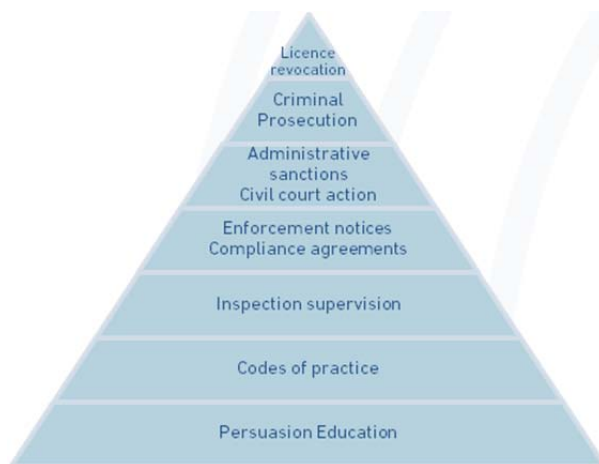 Licence
revocation
Criminal
Prosecution
Administrative
sanctions
Civil court action
Enforcement notices
Compliance agreements
Inspection supervision
Codes of practice
Persuasion Education